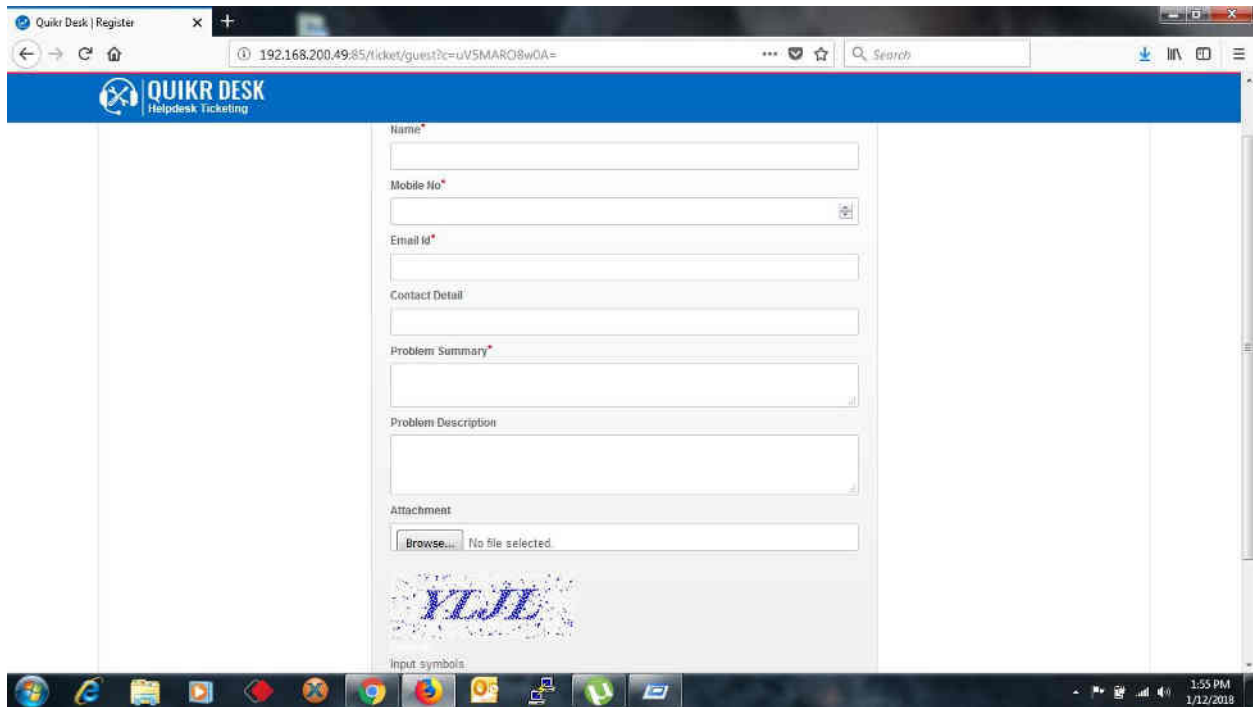 Quikr Desk | Register
192.168.200.49:85/ticket/guest?c=uV5MARO8w0A=
Search
QUIKR DESK
Helpdesk Ticketing
Name*
Mobile No*
Email Id*
Contact Detail
Problem Summary*
Problem Description
Attachment
Browse... No file selected.
YLJL
Input symbols
1:55 PM
1/12/2018